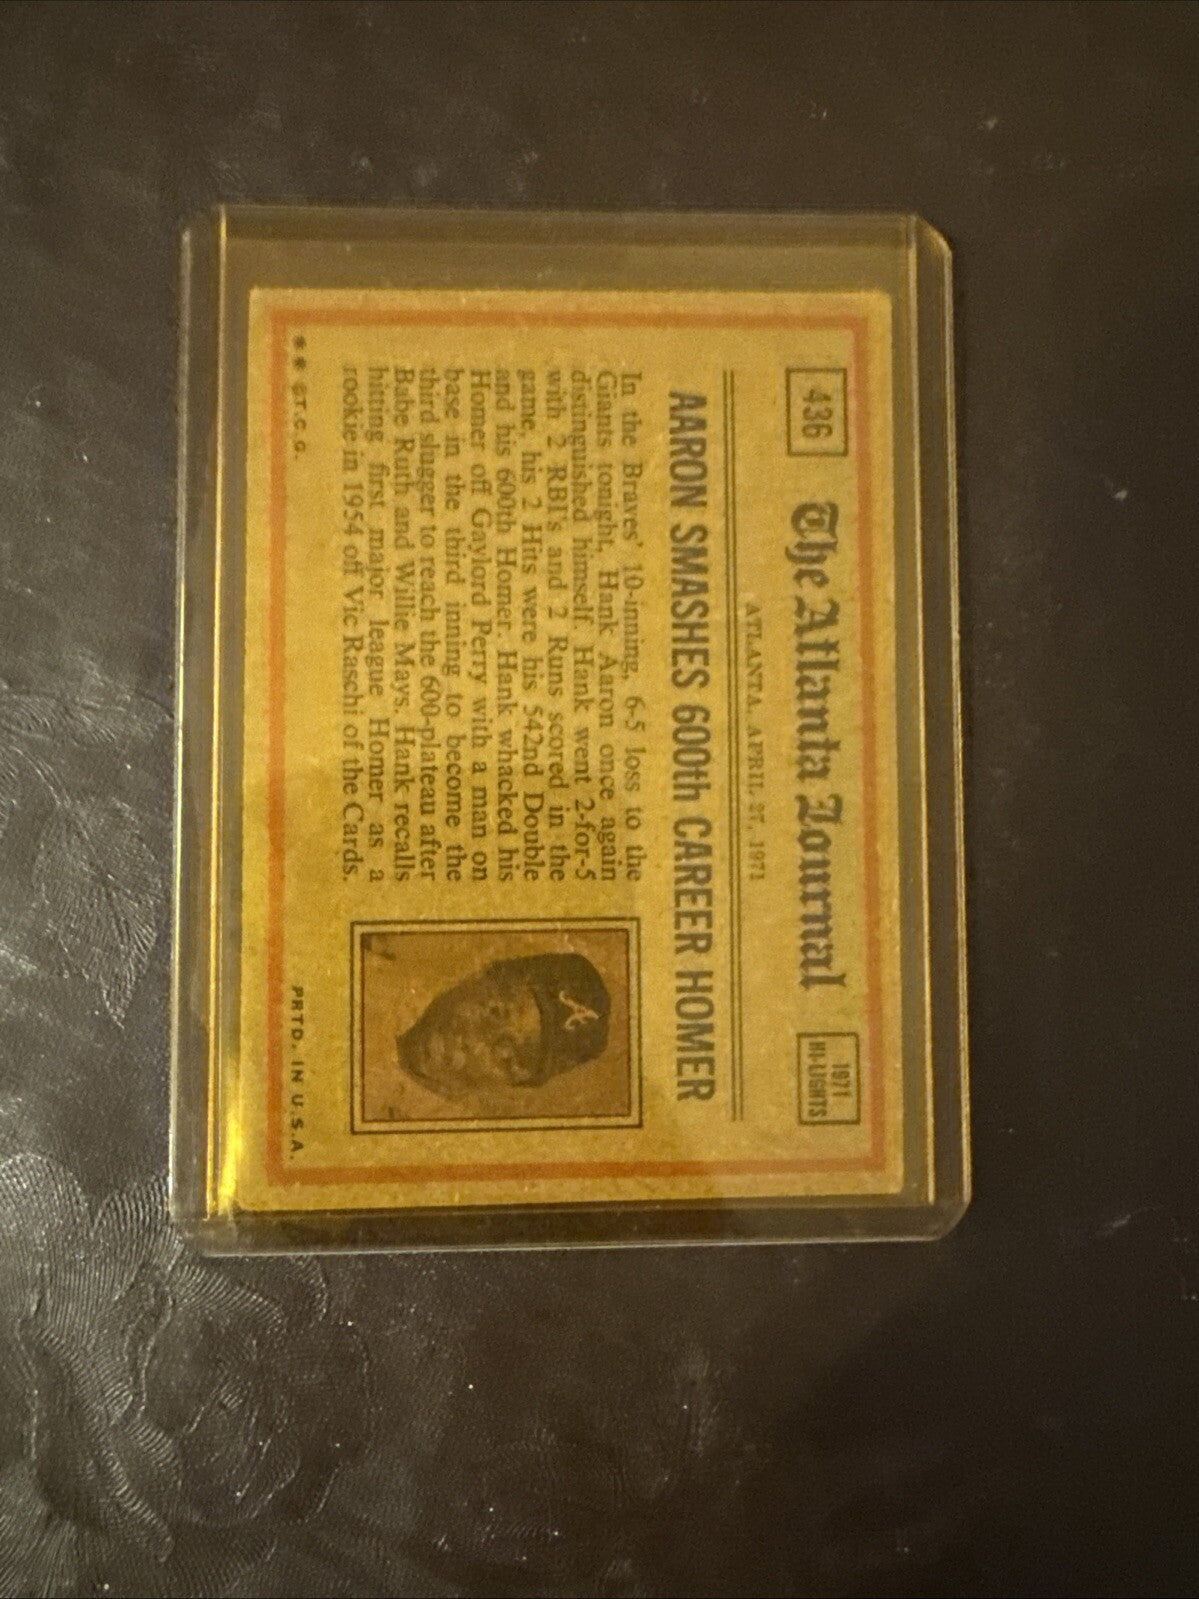 436
The Atlanta Journal
1971
HI-LIGHTS
ATLANTA, APRIL 27, 1971
AARON SMASHES 600th CAREER HOMER
In the Braves' 10-inning, 6-5 loss to the
Giants tonight, Hank Aaron once again
distinguished himself. Hank went 2-for-5
with 2 RBI's and 2 Runs scored in the
game, his 2 Hits were his 542nd Double
and his 600th Homer. Hank whacked his
Homer off Gaylord Perry with a man on
base in the third inning to become the
third slugger to reach the 600-plateau after
Babe Ruth and Willie Mays. Hank recalls
hitting first major league Homer as a
rookie in 1954 off Vic Raschi of the Cards.
A
** ©T.C.G.
PRTD. IN U.S.A.